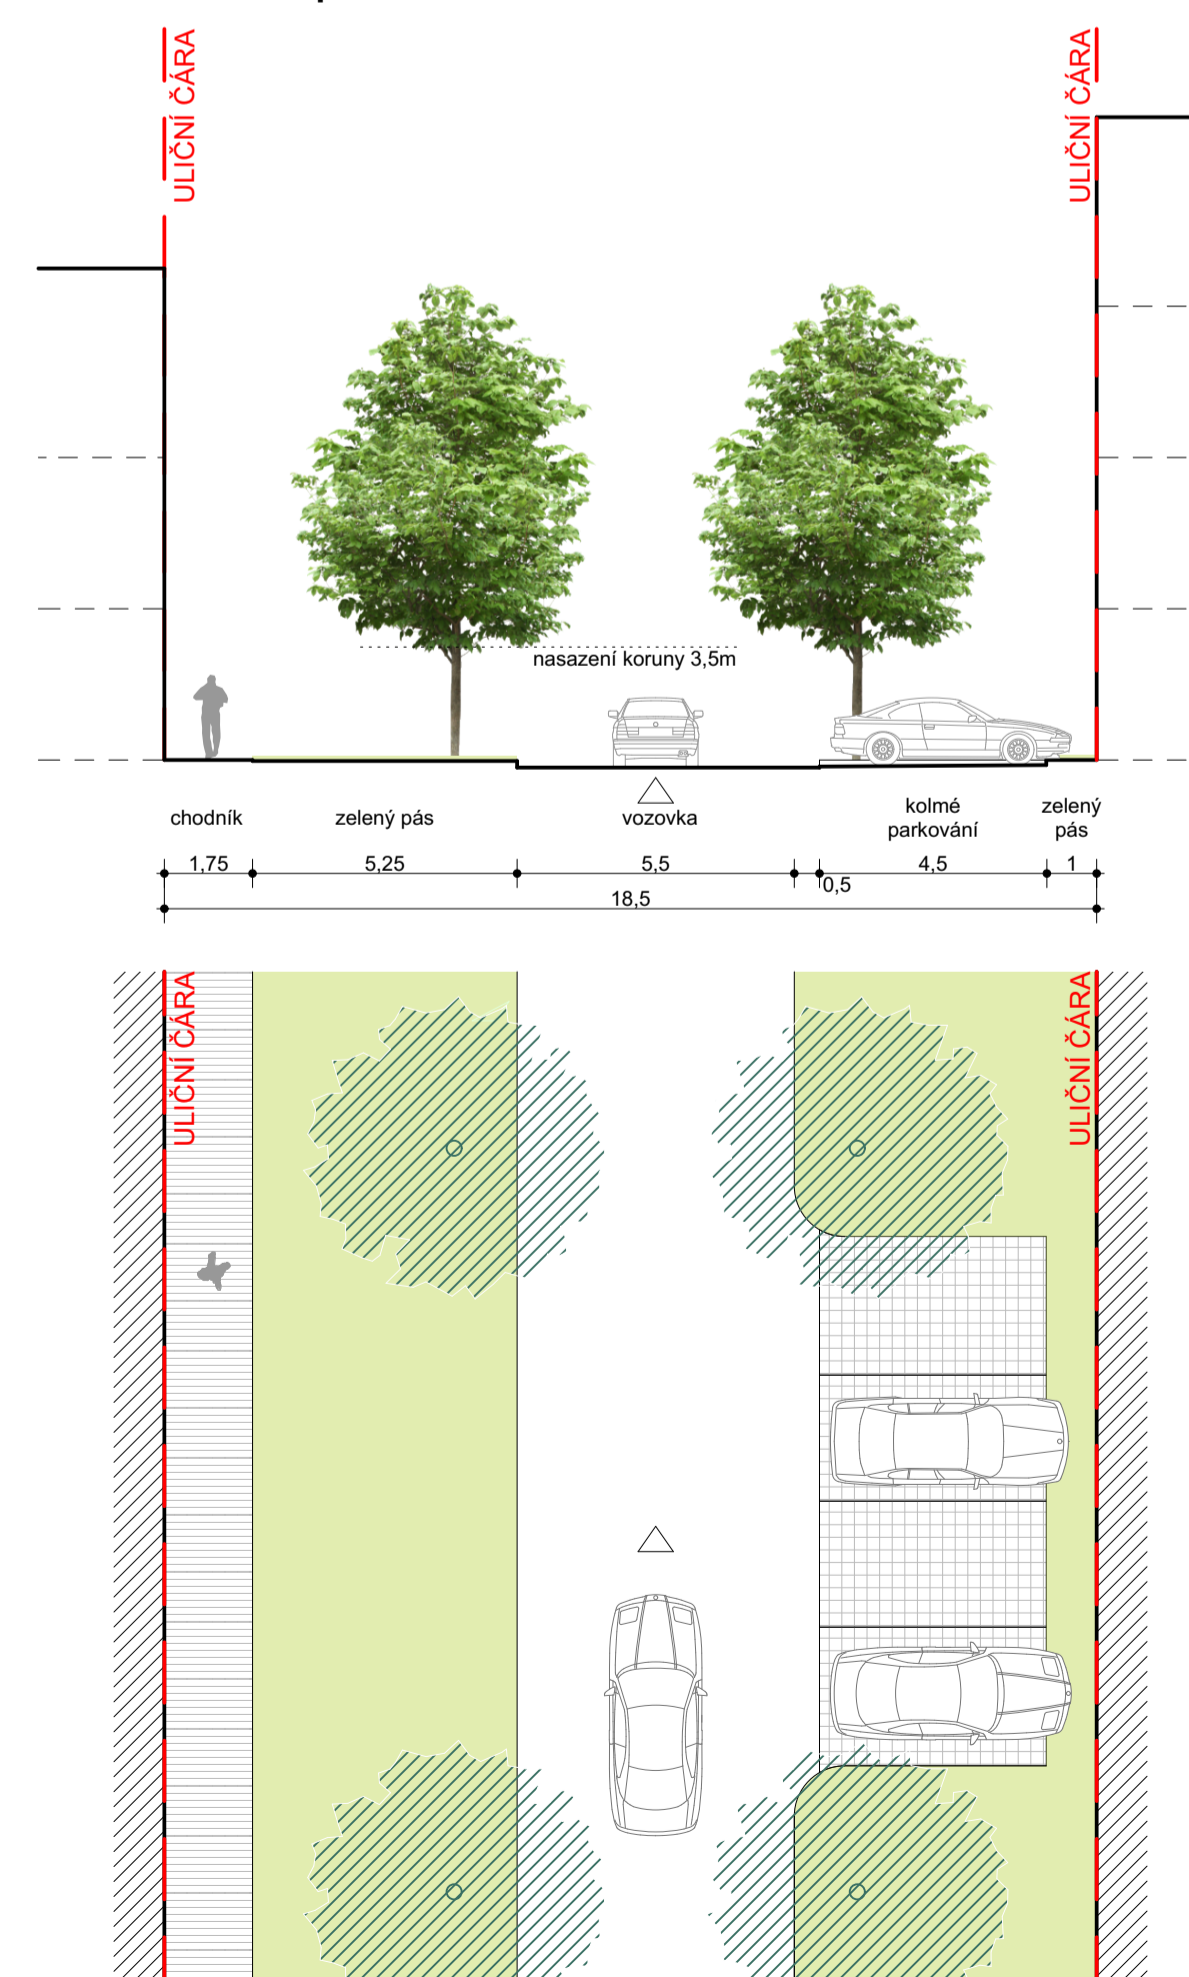 ULIČNÍ ČÁRA
ULIČNÍ ČÁRA
nasazení koruny 3,5m
chodník
zelený pás
vozovka
kolmé
parkování
zelený
pás
1,75
5,25
5,5
0,5
4,5
1
18,5
ULIČNÍ ČÁRA
ULIČNÍ ČÁRA